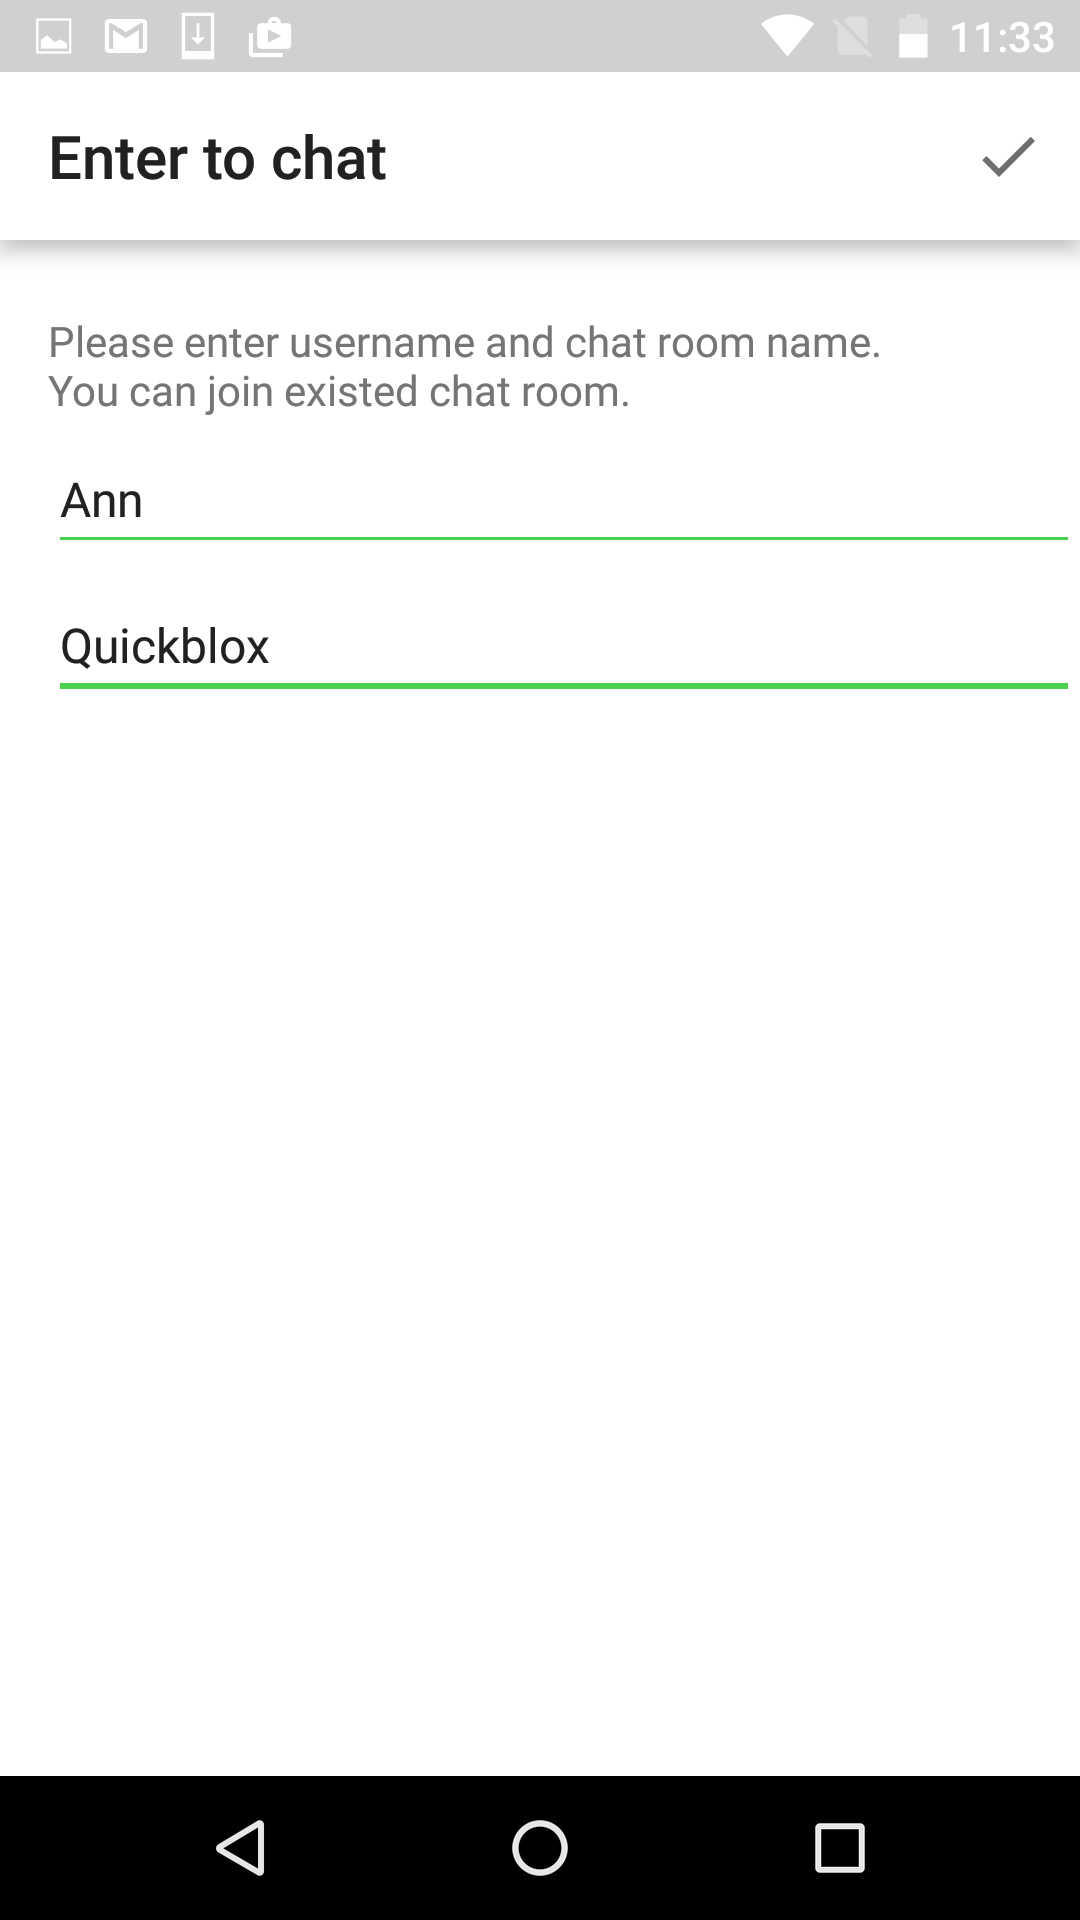 11:33
Enter to chat
Please enter username and chat room name.
You can join existed chat room.
Ann
Quickblox